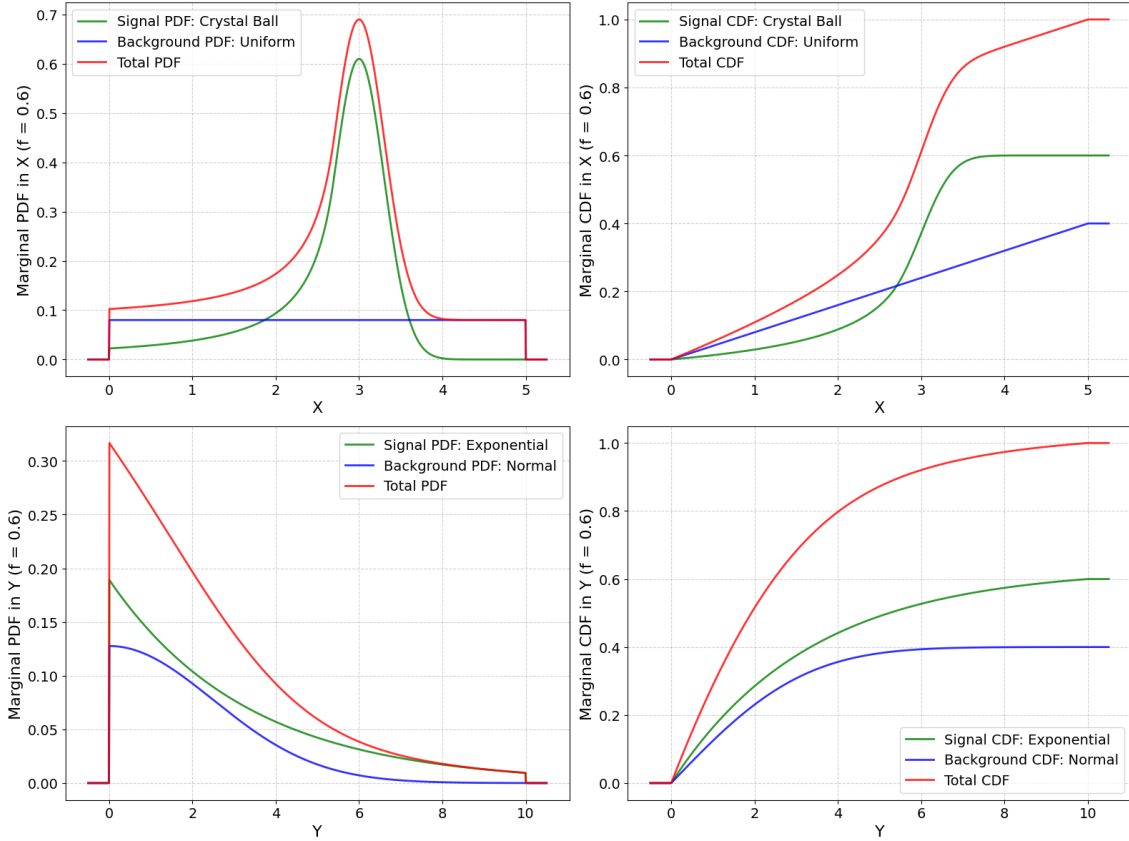 Marginal PDF in X (f = 0.6)
0.7
0.6
0.5
0.4
0.3
0.2
0.1
0.0
Signal PDF: Crystal Ball
Background PDF: Uniform
Total PDF
0 1 2 3 4 5
X
Marginal CDF in X (f = 0.6)
1.0
0.8
0.6
0.4
0.2
0.0
Signal CDF: Crystal Ball
Background CDF: Uniform
Total CDF
0 1 2 3 4 5
X
Marginal PDF in Y (f = 0.6)
0.30
0.25
0.20
0.15
0.10
0.05
0.00
Signal PDF: Exponential
Background PDF: Normal
Total PDF
0 2 4 6 8 10
Y
Marginal CDF in Y (f = 0.6)
1.0
0.8
0.6
0.4
0.2
0.0
Signal CDF: Exponential
Background CDF: Normal
Total CDF
0 2 4 6 8 10
Y